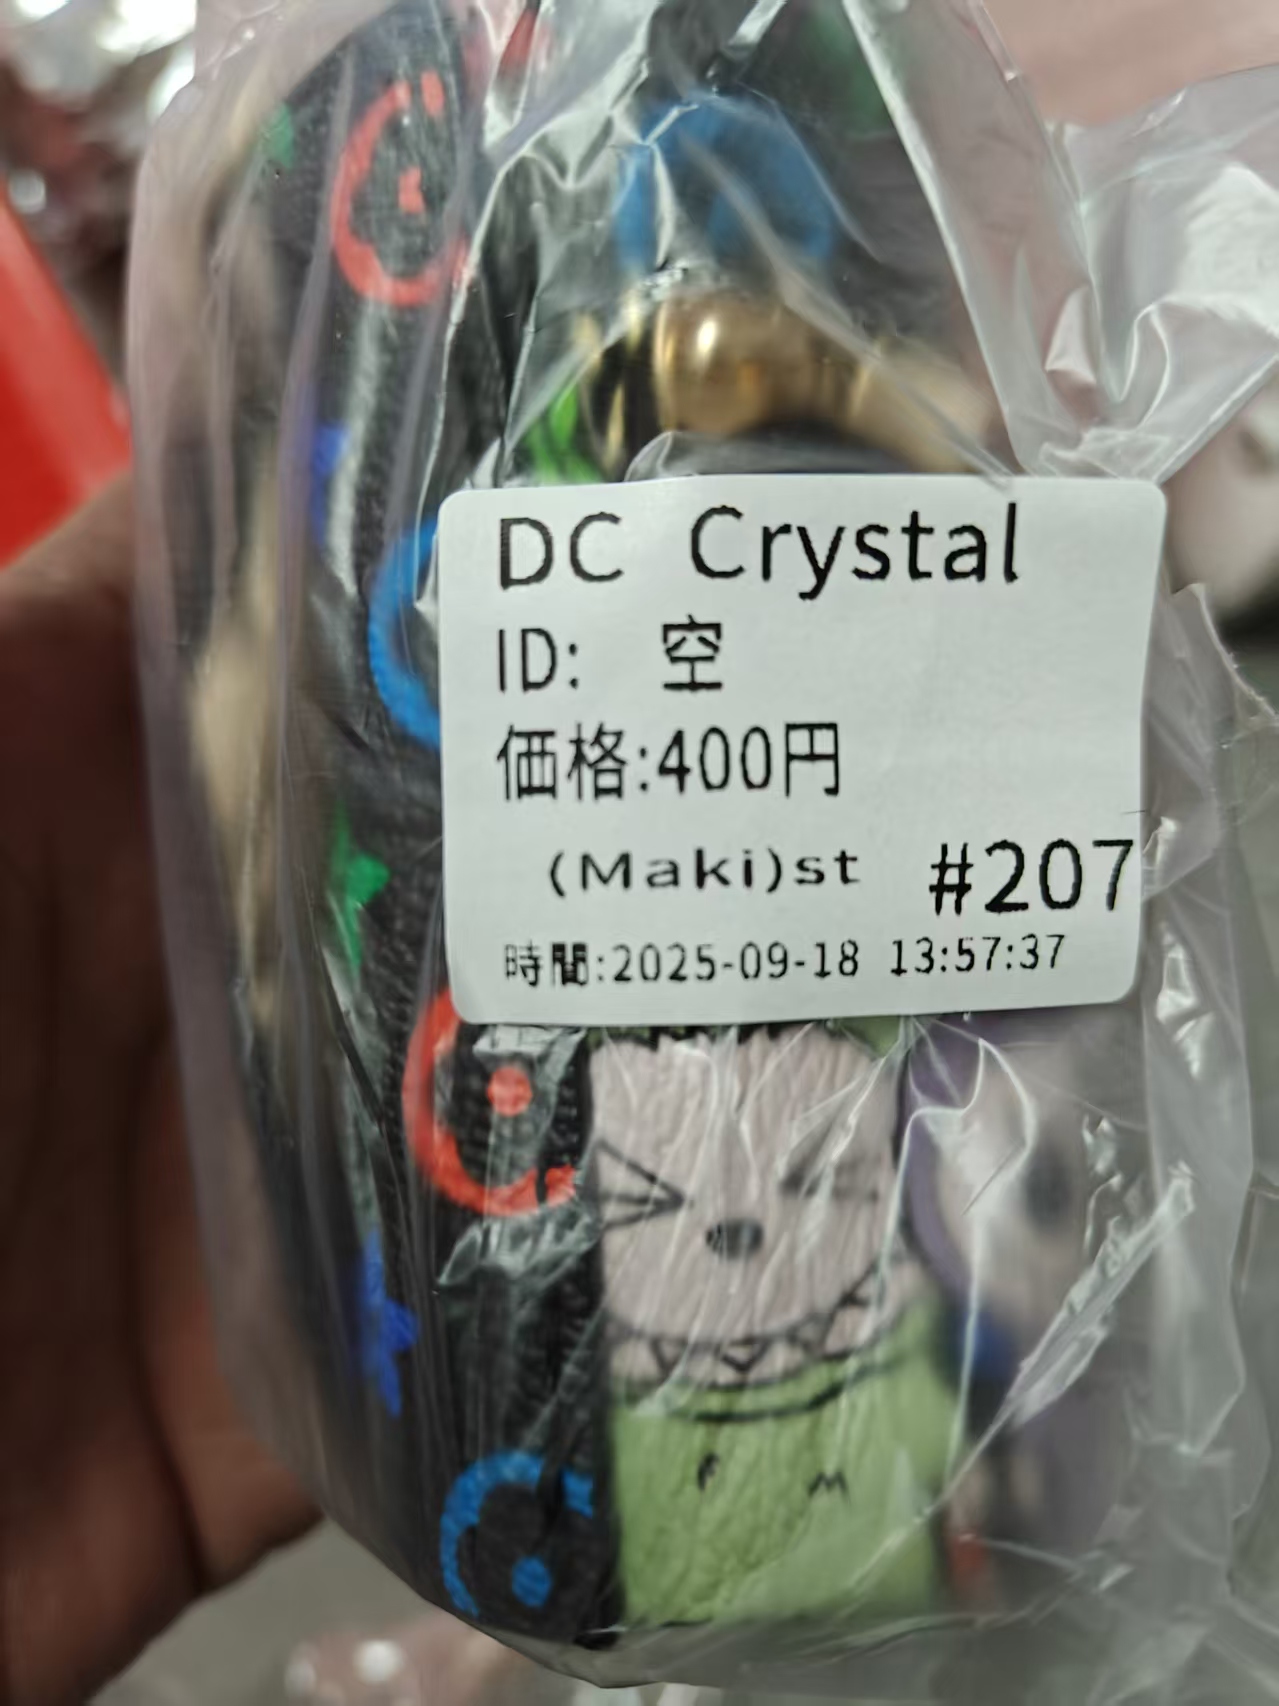 DC Crystal
ID: 空
価格:400円
(Maki)st #207
時間:2025-09-18 13:57:37